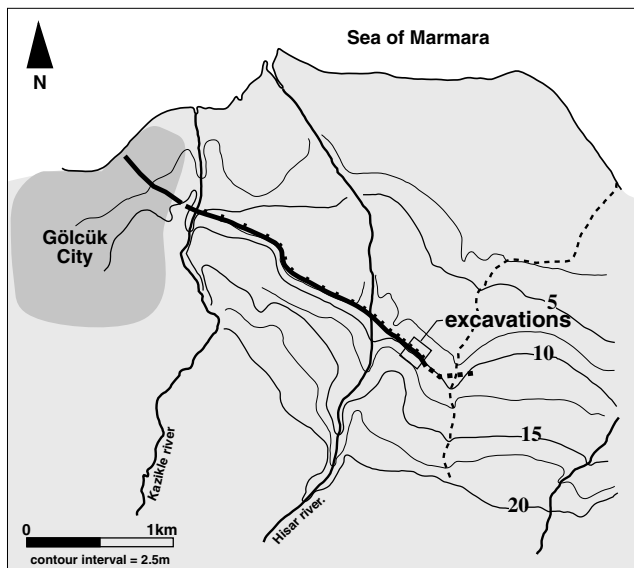 Sea of Marmara
N
Gölcük
City
5
excavations
10
15
20
Kazikle river
Hisar river.
0 1km
contour interval = 2.5m